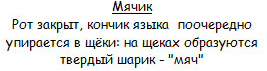 Мячик
Рот закрыт, кончик языка поочередно
упирается в щёки: на щеках образуются
твердый шарик - "мяч"